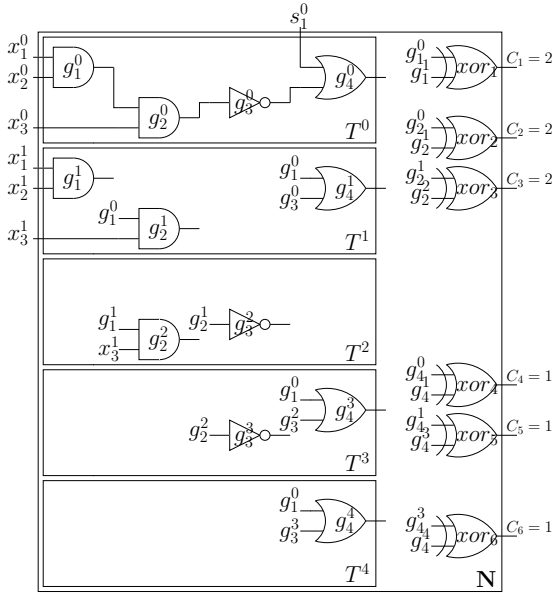 s_1^0
x_1^0
x_2^0
x_3^0
g_1^0
g_2^0
g_3^0
g_4^0
T^0
g_1^0
g_1^1
xor_1
C_1 = 2
g_2^0
g_2^1
xor_2
C_2 = 2
x_1^1
x_2^1
x_3^1
g_1^1
g_1^0
g_2^1
g_1^0
g_3^0
g_4^1
T^1
g_2^1
g_2^2
xor_3
C_3 = 2
g_1^1
x_3^1
g_2^2
g_2^1
g_3^2
T^2
g_4^0
g_4^1
xor_4
C_4 = 1
g_2^2
g_3^3
g_1^0
g_3^2
g_4^3
T^3
g_4^1
g_4^3
xor_5
C_5 = 1
g_1^0
g_3^3
g_4^4
T^4
g_4^3
g_4^4
xor_6
C_6 = 1
N